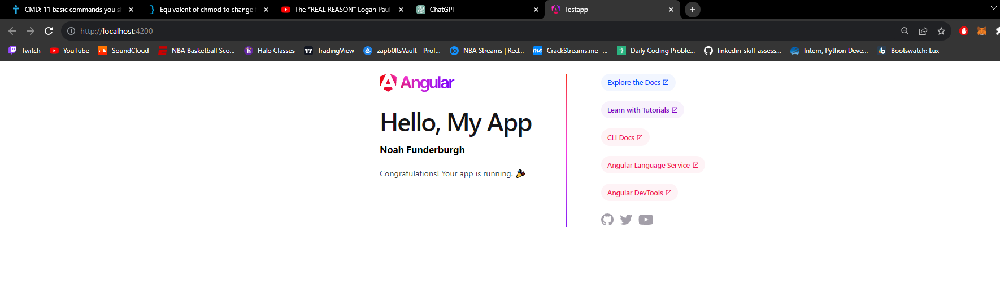 CMD: 11 basic commands you sl
Equivalent of chmod to change f
The *REAL REASON* Logan Paul
ChatGPT
Testapp
http://localhost:4200
Twitch
YouTube
SoundCloud
NBA Basketball Sco...
Halo Classes
TradingView
zapb0ltsVault - Prof...
NBA Streams | Red...
CrackStreams.me -...
Daily Coding Proble...
linkedin-skill-assess...
Intern, Python Deve...
Bootswatch: Lux
Angular
Hello, My App
Noah Funderburgh
Congratulations! Your app is running.
Explore the Docs
Learn with Tutorials
CLI Docs
Angular Language Service
Angular DevTools